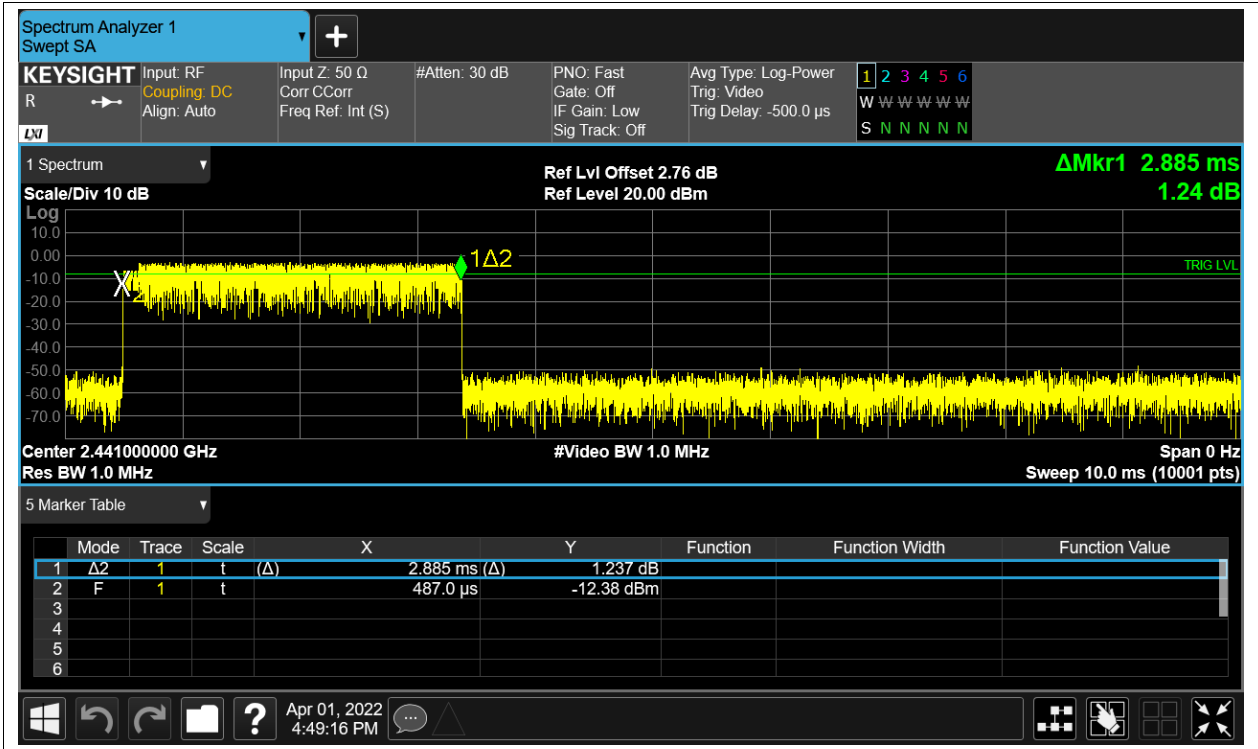 Spectrum Analyzer 1
Swept SA
KEYSIGHT
R
LXI
Input: RF
Coupling: DC
Align: Auto
Input Z: 50 Ω
Corr CCorr
Freq Ref: Int (S)
#Atten: 30 dB
PNO: Fast
Gate: Off
IF Gain: Low
Sig Track: Off
Avg Type: Log-Power
Trig: Video
Trig Delay: -500.0 µs
1 2 3 4 5 6
W W W W W W
S N N N N N
1 Spectrum
Scale/Div 10 dB
Ref Lvl Offset 2.76 dB
Ref Level 20.00 dBm
ΔMkr1 2.885 ms
1.24 dB
Log
10.0
0.00
-10.0
-20.0
-30.0
-40.0
-50.0
-60.0
-70.0
X
2
1Δ2
TRIG LVL
Center 2.441000000 GHz
#Video BW 1.0 MHz
Span 0 Hz
Res BW 1.0 MHz
Sweep 10.0 ms (10001 pts)
5 Marker Table
Mode Trace Scale X Y Function Function Width Function Value
1 Δ2 1 t (Δ) 2.885 ms (Δ) 1.237 dB
2 F 1 t 487.0 µs -12.38 dBm
3
4
5
6
?
Apr 01, 2022
4:49:16 PM